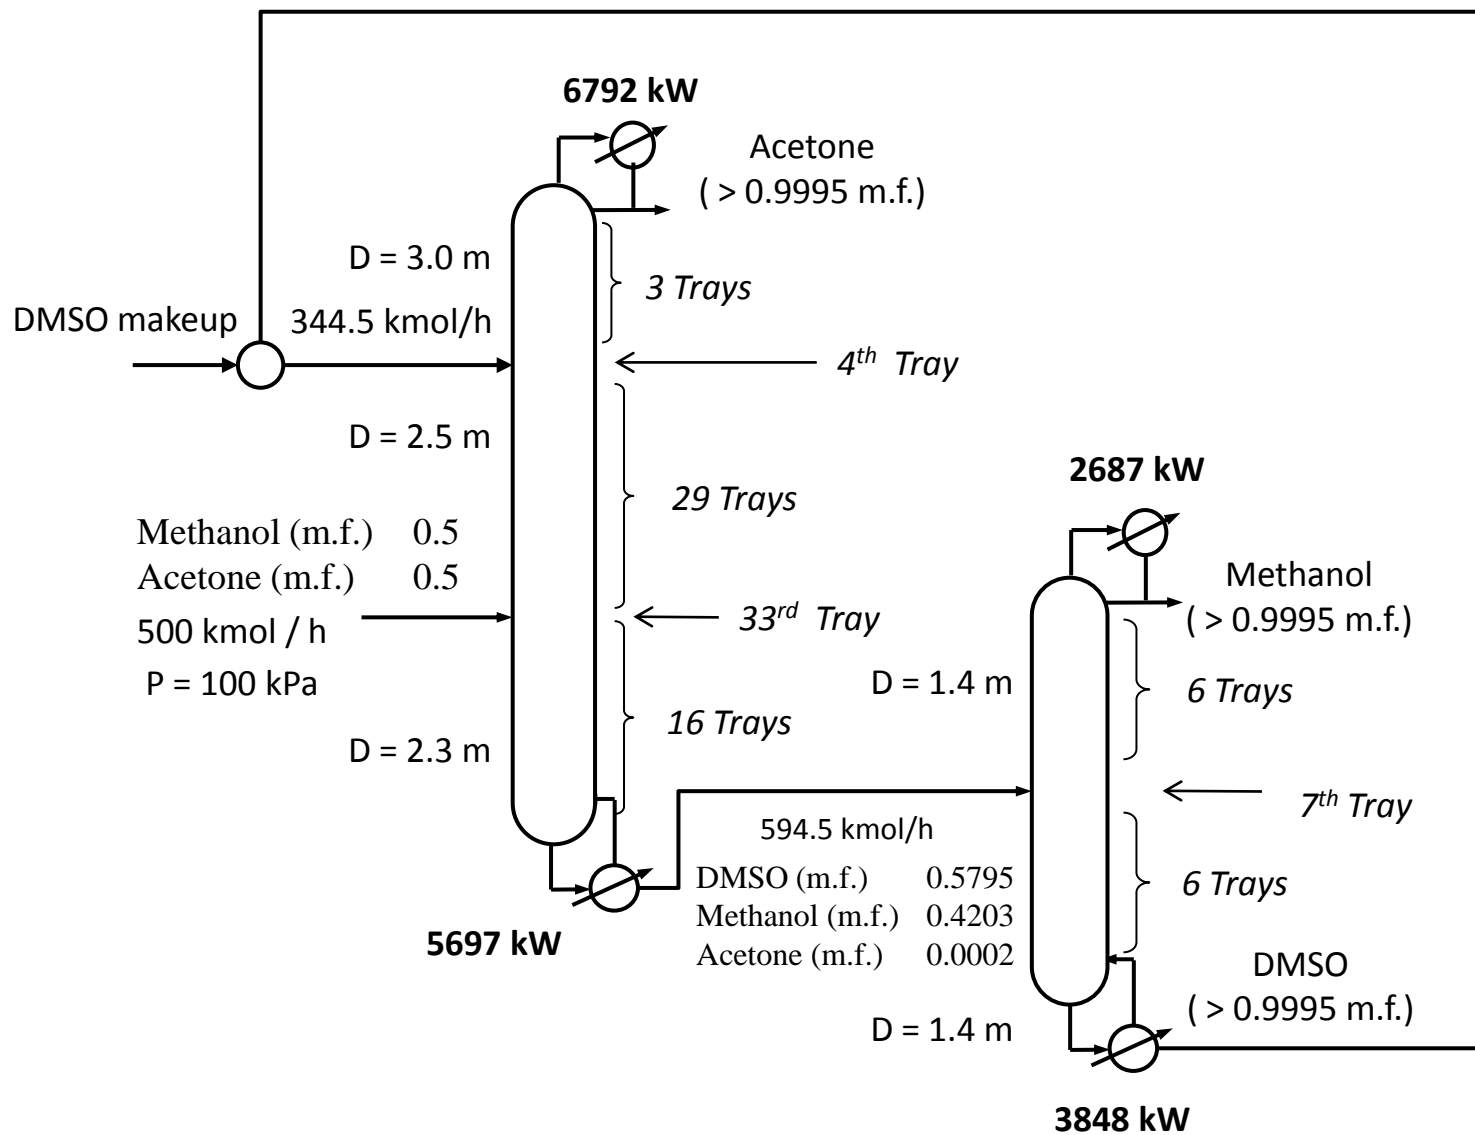 6792 kW
Acetone
( > 0.9995 m.f.)
D = 3.0 m
3 Trays
DMSO makeup
344.5 kmol/h
4th Tray
D = 2.5 m
2687 kW
29 Trays
Methanol (m.f.) 0.5
Acetone (m.f.) 0.5
500 kmol / h
P = 100 kPa
33rd Tray
Methanol
( > 0.9995 m.f.)
D = 1.4 m
6 Trays
16 Trays
D = 2.3 m
7th Tray
594.5 kmol/h
DMSO (m.f.) 0.5795
Methanol (m.f.) 0.4203
Acetone (m.f.) 0.0002
6 Trays
5697 kW
DMSO
( > 0.9995 m.f.)
D = 1.4 m
3848 kW